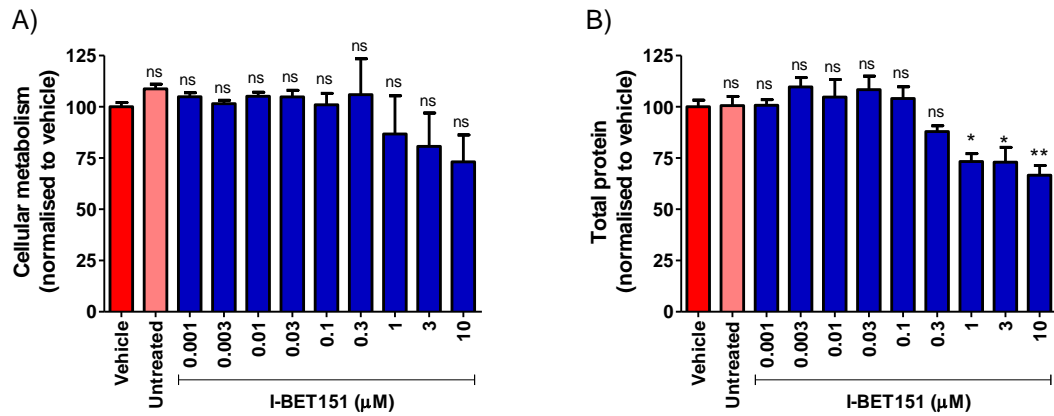 A)
Cellular metabolism
(normalised to vehicle)
125
100
75
50
25
0
ns
ns
ns
ns
ns
ns
ns
ns
ns
ns
Vehicle
Untreated
0.001
0.003
0.01
0.03
0.1
0.3
1
3
10
I-BET151 (μM)
B)
Total protein
(normalised to vehicle)
125
100
75
50
25
0
ns
ns
ns
ns
ns
ns
ns
*
*
**
Vehicle
Untreated
0.001
0.003
0.01
0.03
0.1
0.3
1
3
10
I-BET151 (μM)